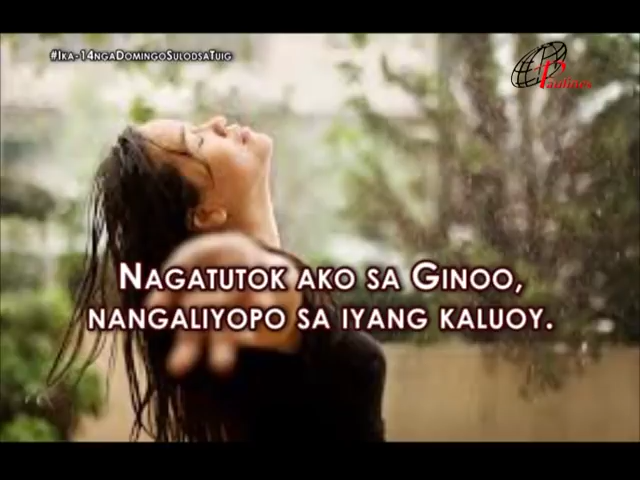 #Ika-14ngaDomingoSulodsaTuig
Paulines
Nagatutok ako sa Ginoo,
nangaliyopo sa iyang kaluoy.